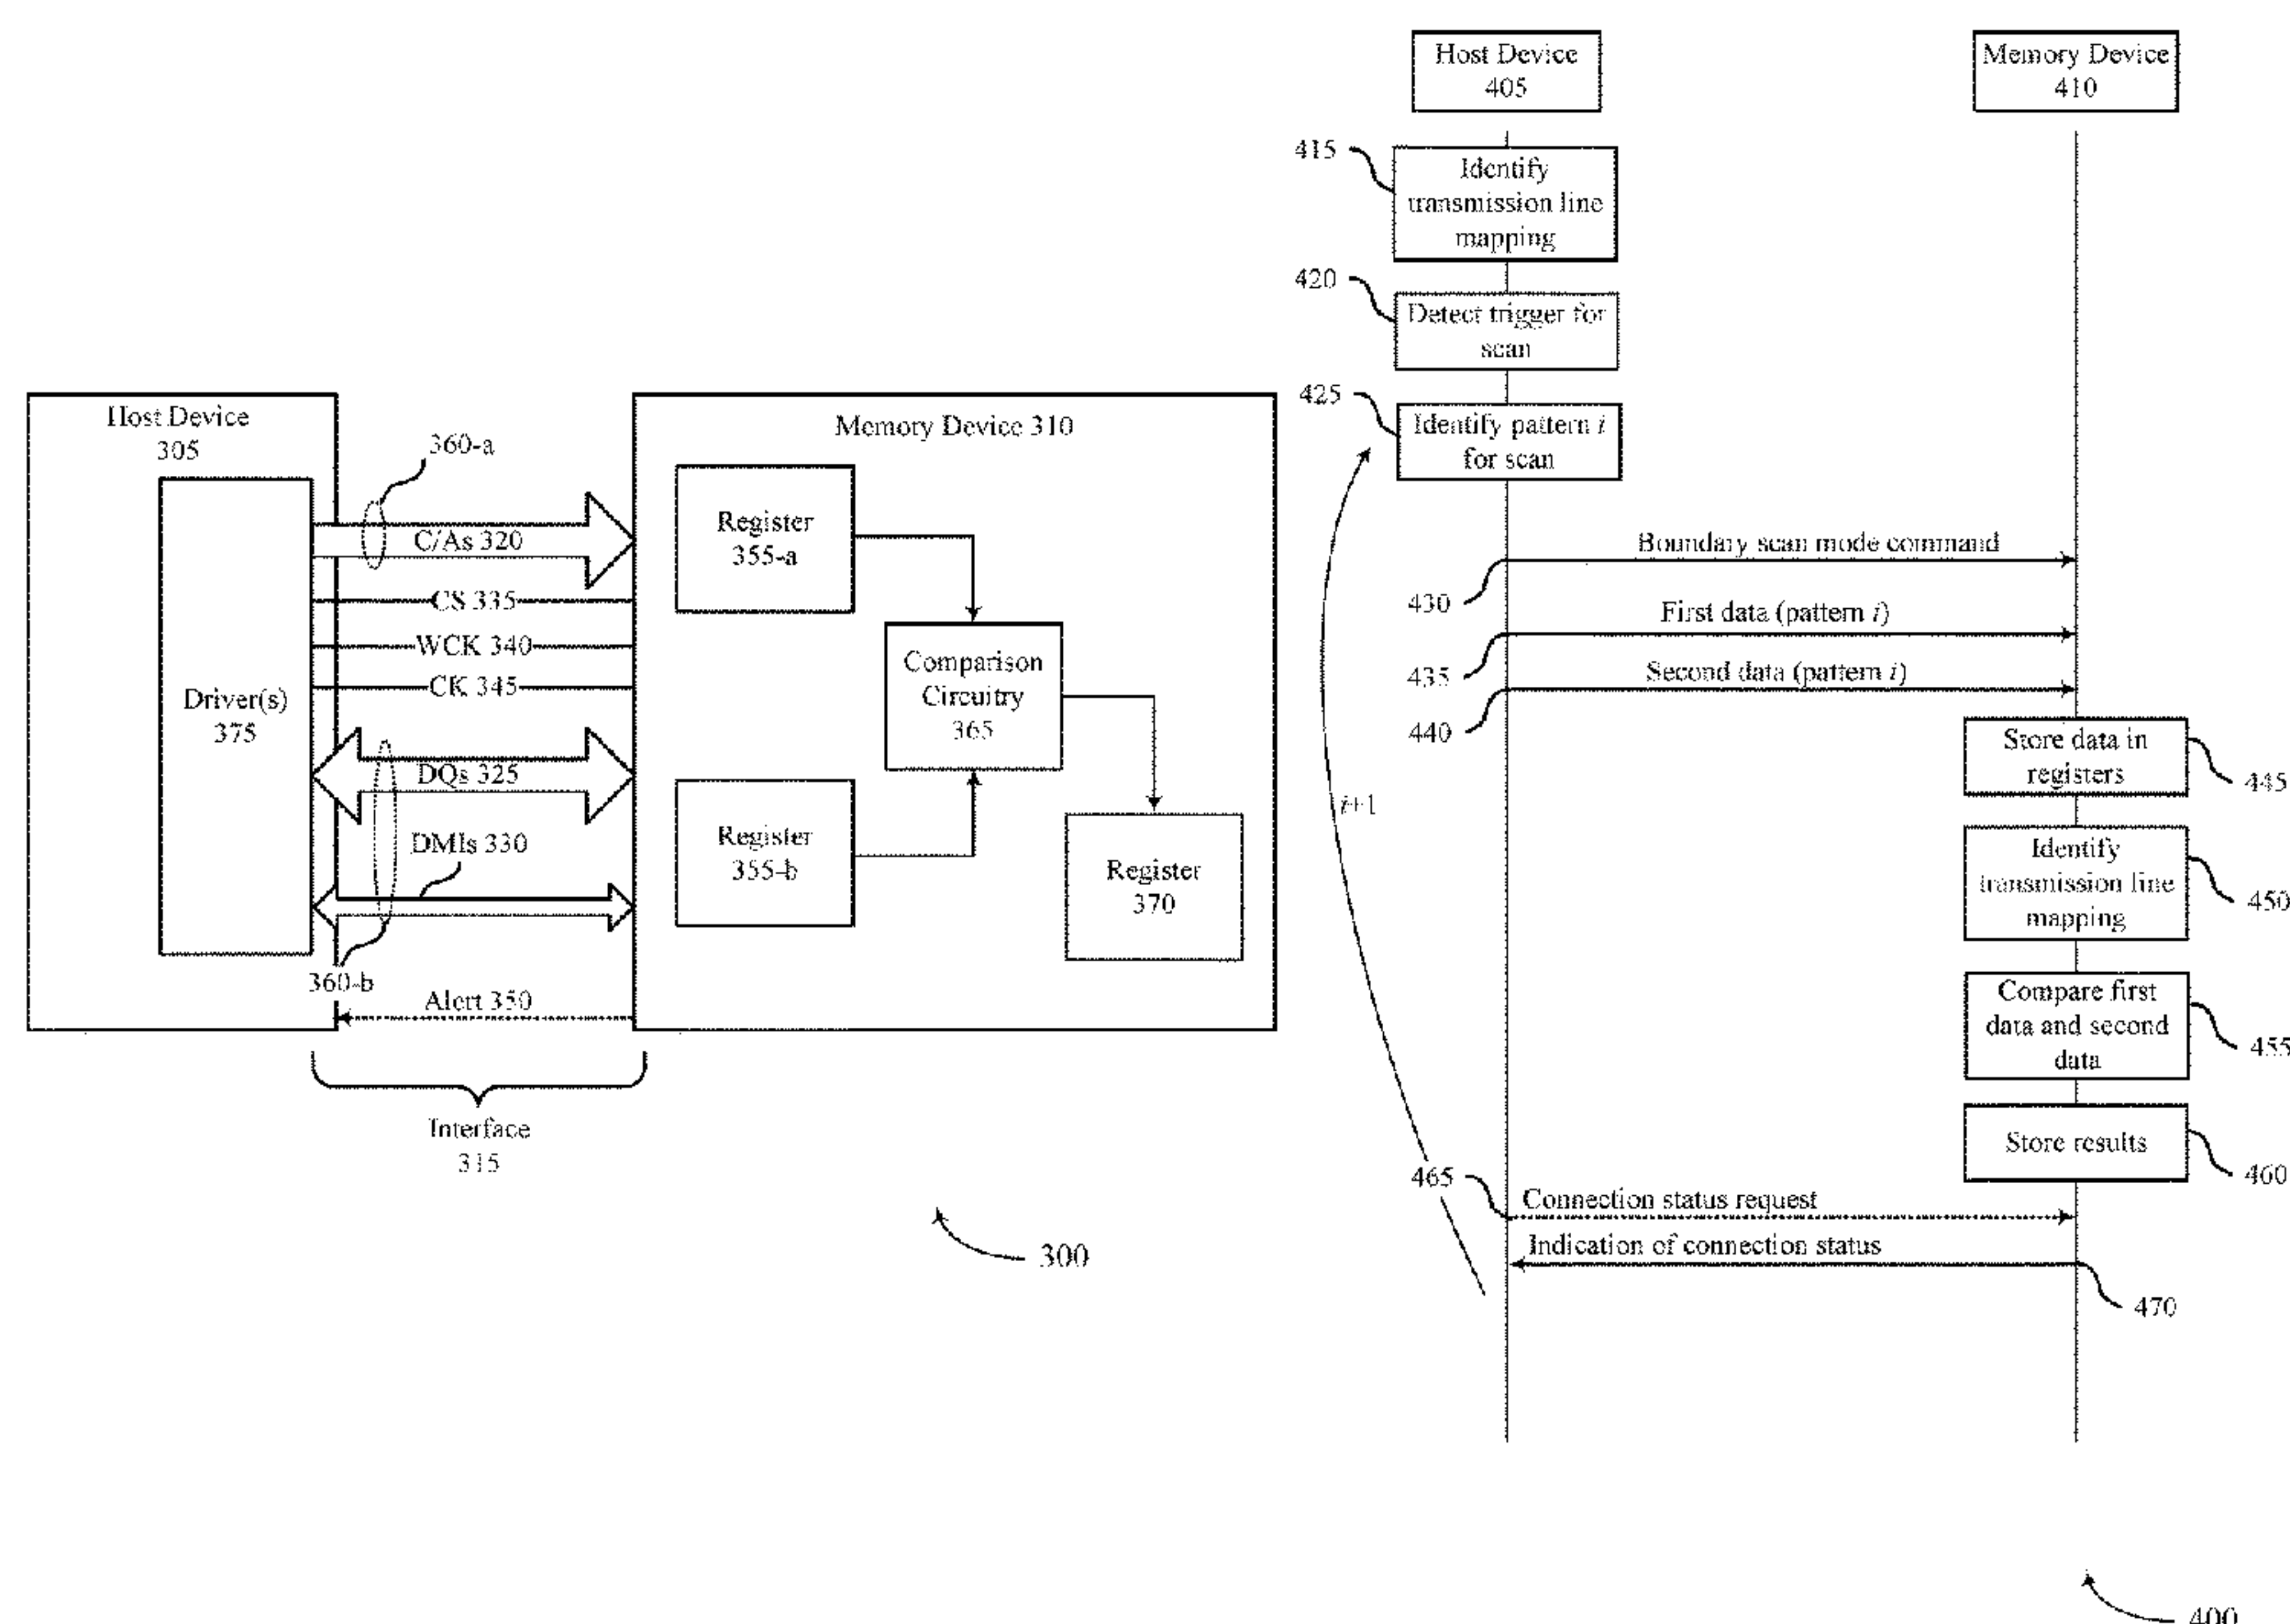 Host Device
305
360-a
Driver(s)
375
C/As 320
CS 335
WCK 340
CK 345
DQs 325
DMIs 330
360-b
Alert 350
Interface
315
Memory Device 310
Register
355-a
Comparison
Circuitry
365
Register
355-b
Register
370
300
Host Device
405
Memory Device
410
415
Identify
transmission line
mapping
420
Detect trigger for
scan
425
Identify pattern i
for scan
Boundary scan mode command
430
First data (pattern i)
435
Second data (pattern i)
440
Store data in
registers
445
i+1
Identify
transmission line
mapping
450
Compare first
data and second
data
455
Store results
460
465
Connection status request
Indication of connection status
470
400